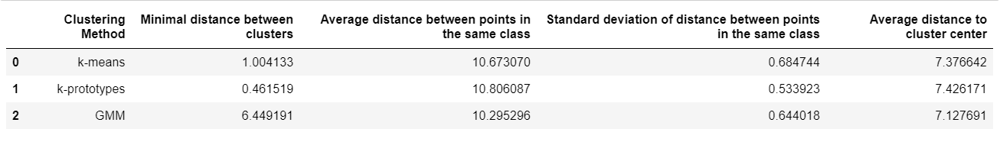 Clustering Method Minimal distance between clusters Average distance between points in the same class Standard deviation of distance between points in the same class Average distance to cluster center
0 k-means 1.004133 10.673070 0.684744 7.376642
1 k-prototypes 0.461519 10.806087 0.533923 7.426171
2 GMM 6.449191 10.295296 0.644018 7.127691